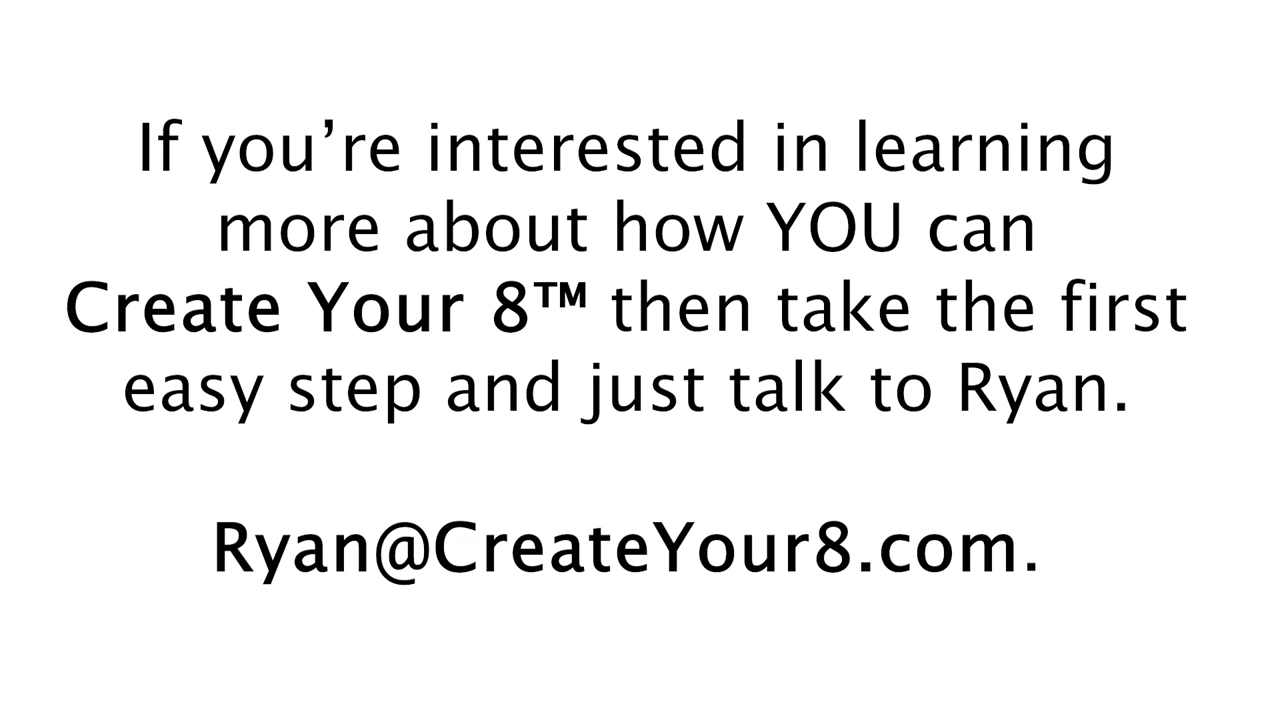 If you’re interested in learning
more about how YOU can
Create Your 8™ then take the first
easy step and just talk to Ryan.
Ryan@CreateYour8.com.